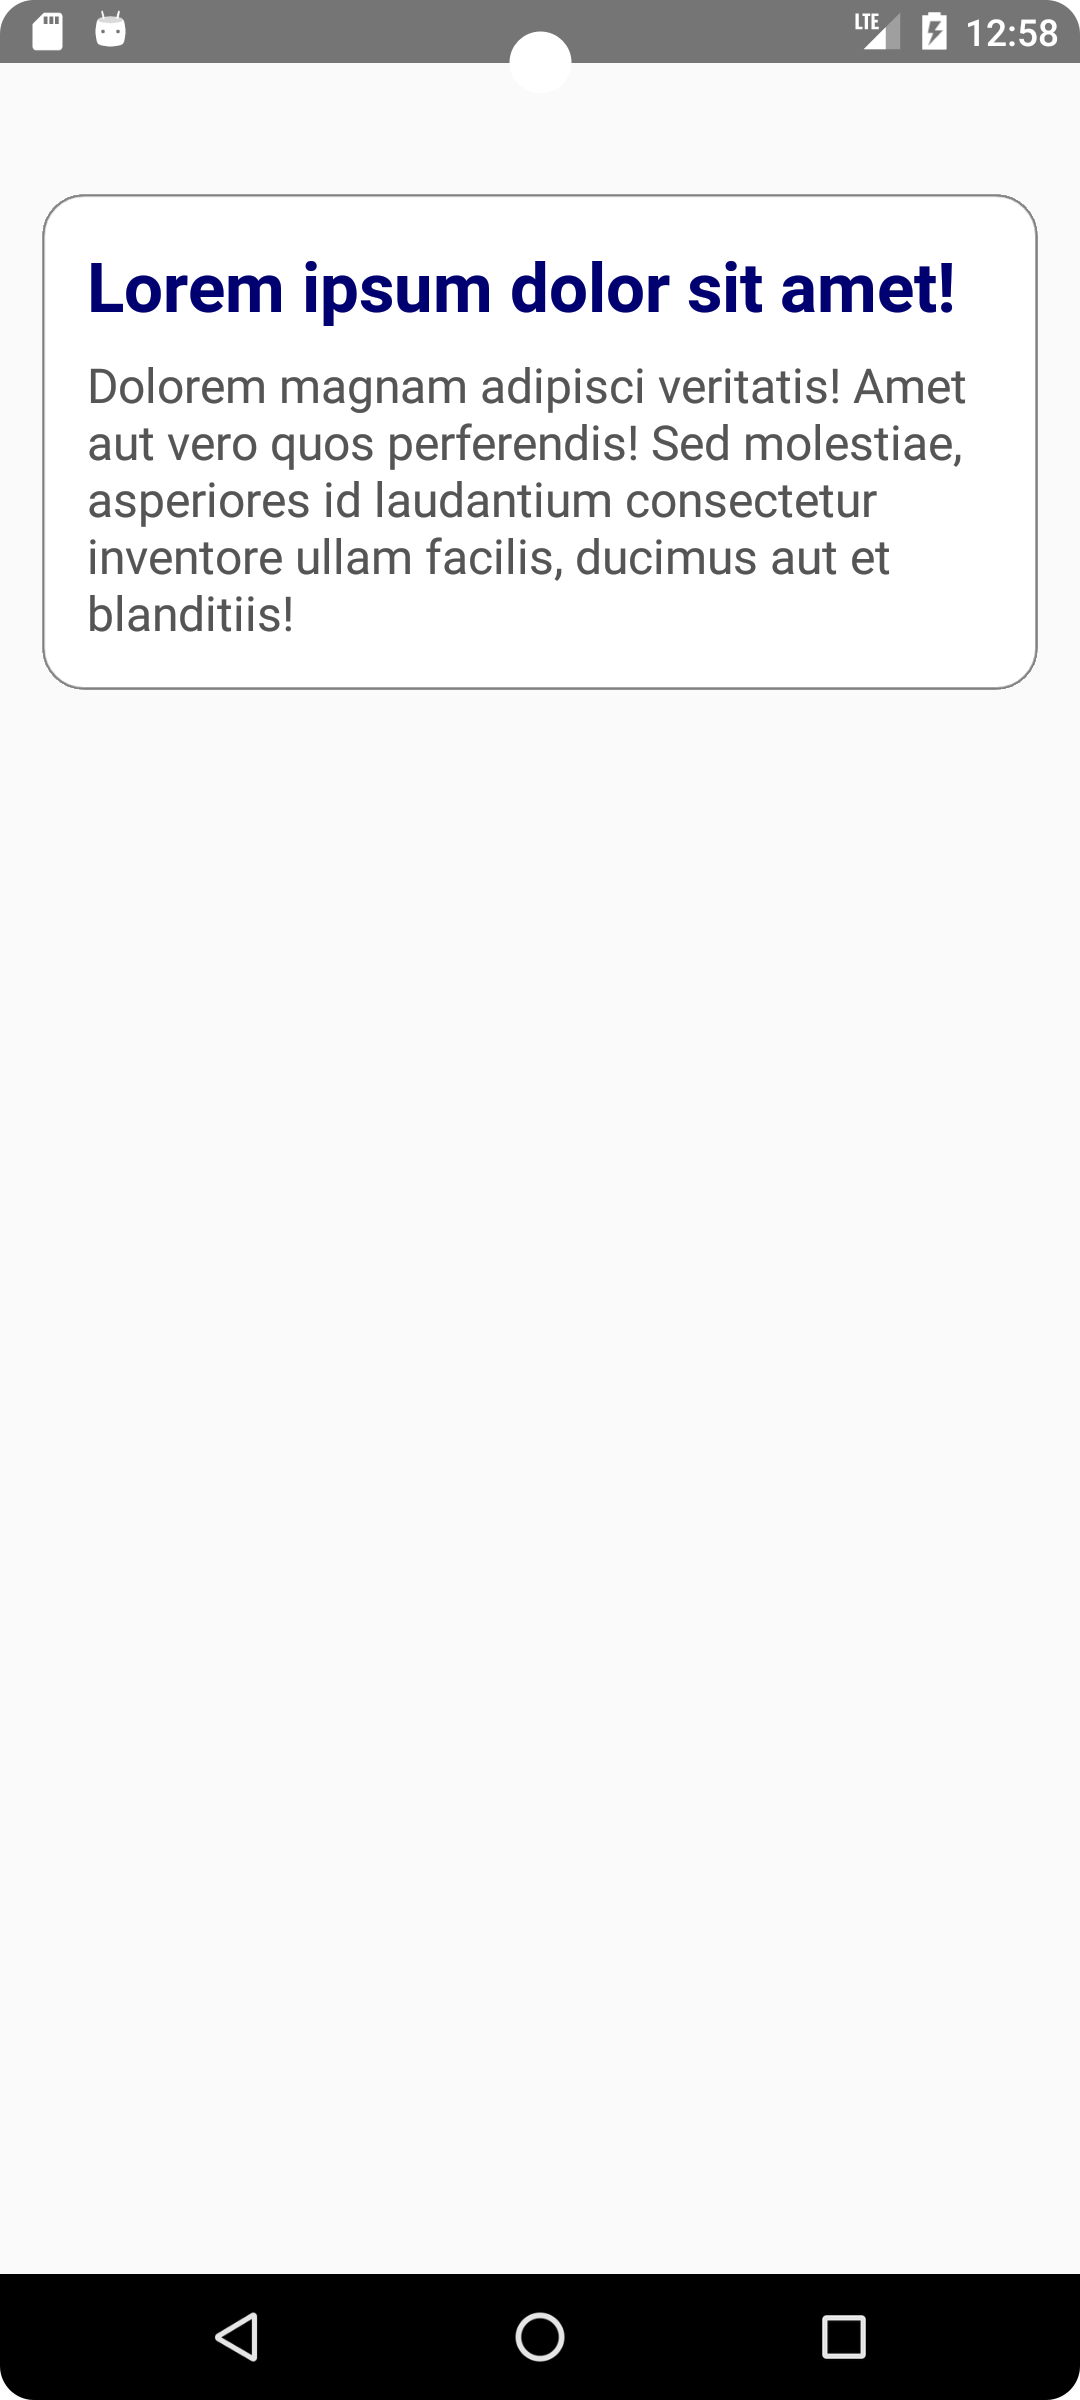 LTE 12:58
Lorem ipsum dolor sit amet!
Dolorem magnam adipisci veritatis! Amet
aut vero quos perferendis! Sed molestiae,
asperiores id laudantium consectetur
inventore ullam facilis, ducimus aut et
blanditiis!